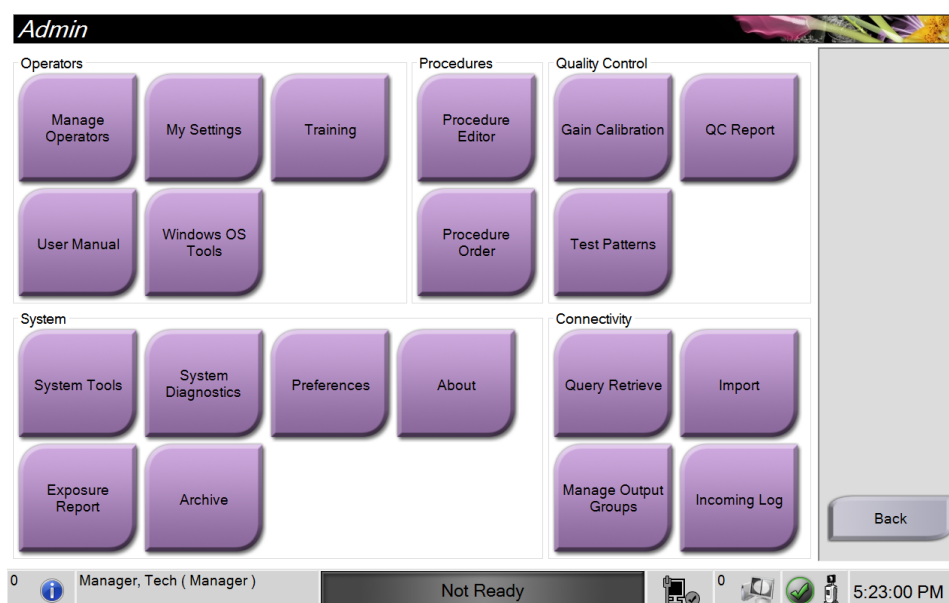 Admin
Operators
Manage
Operators
My Settings
Training
User Manual
Windows OS
Tools
Procedures
Procedure
Editor
Procedure
Order
Quality Control
Gain Calibration
QC Report
Test Patterns
System
System Tools
System
Diagnostics
Preferences
About
Exposure
Report
Archive
Connectivity
Query Retrieve
Import
Manage Output
Groups
Incoming Log
Back
0
Manager, Tech ( Manager )
Not Ready
0
5:23:00 PM